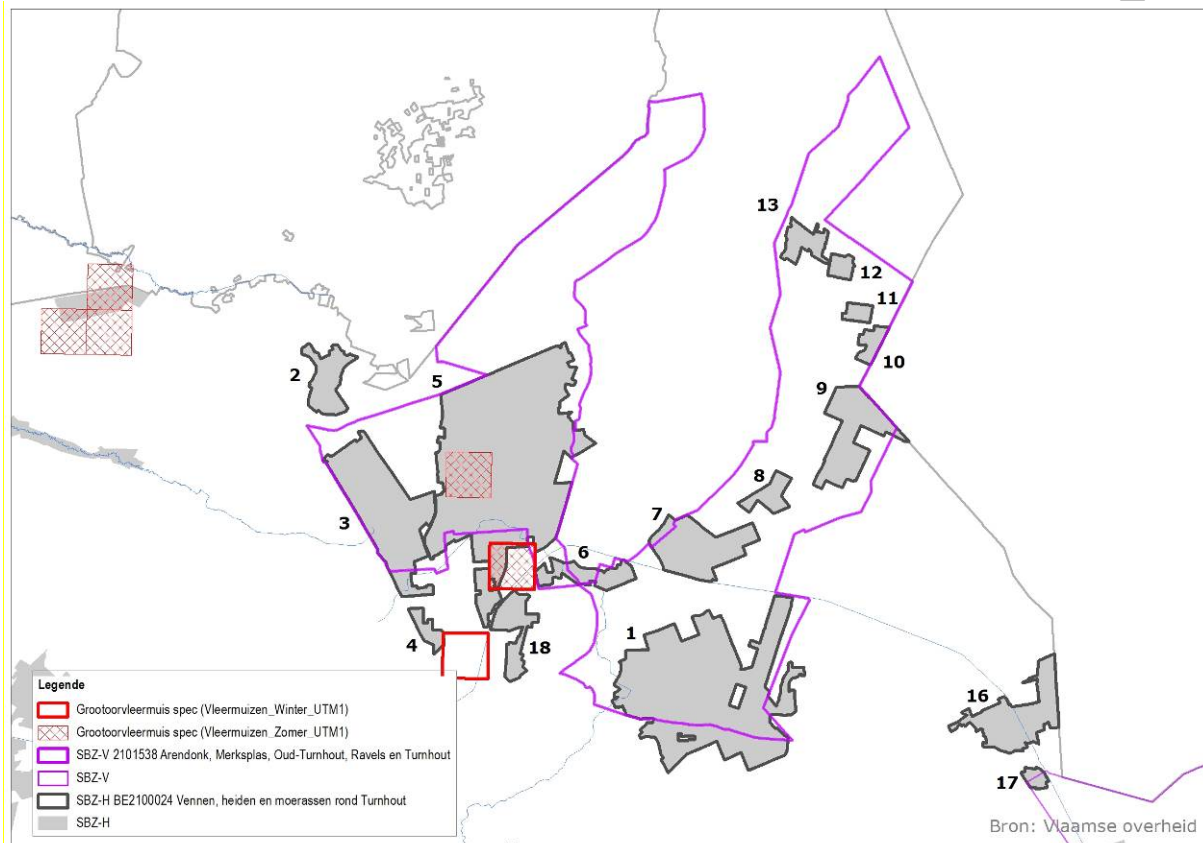 13
12
11
2
10
5
9
8
3
7
6
1
4
18
16
17
Legende
Grootoorvleermuis spec (Vleermuizen_Winter_UTM1)
Grootoorvleermuis spec (Vleermuizen_Zomer_UTM1)
SBZ-V 2101538 Arendonk, Merksplas, Oud-Turnhout, Ravels en Turnhout
SBZ-V
SBZ-H BE2100024 Vennen, heiden en moerassen rond Turnhout
SBZ-H
Bron: Vlaamse overheid